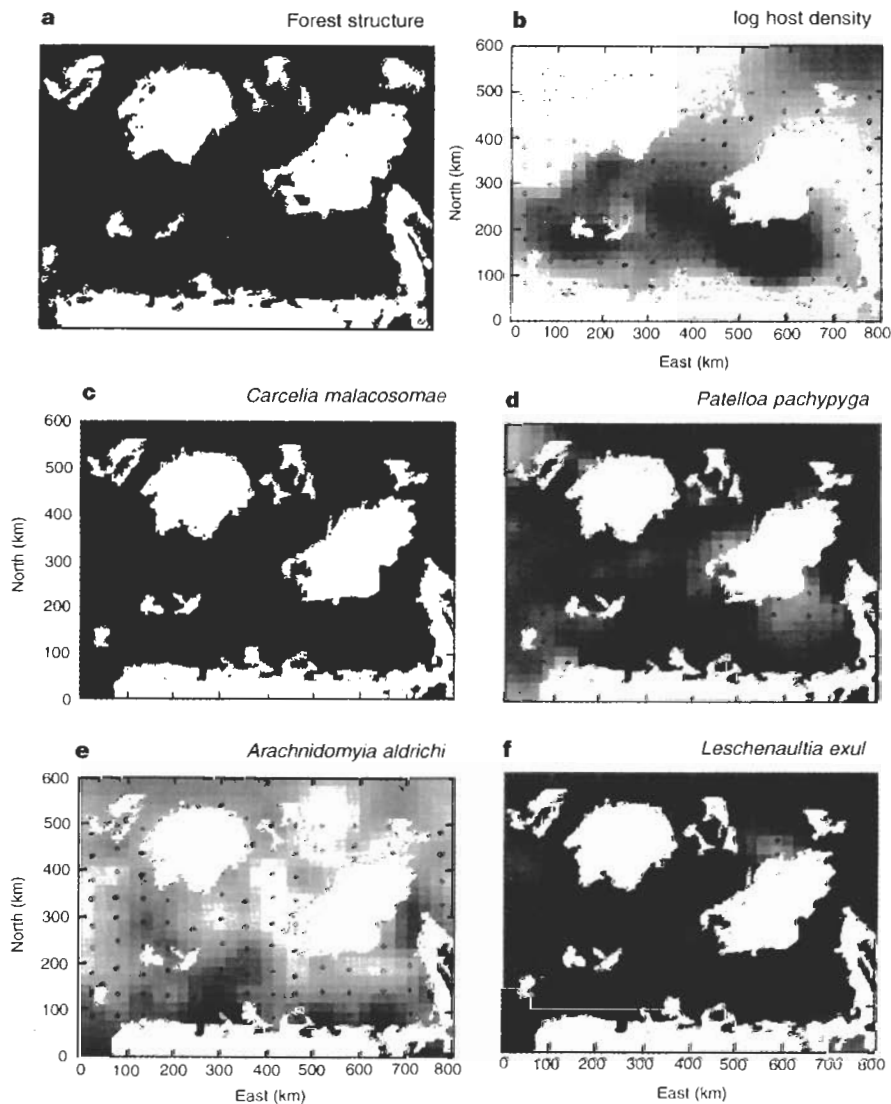 a Forest structure
b log host density
600
500
400
300
200
100
0
North (km)
0 100 200 300 400 500 600 700 800
East (km)
c Carcelia malacosomae
600
500
400
300
200
100
0
North (km)
d Patelloa pachypyga
e Arachnidomyia aldrichi
600
500
400
300
200
100
0
North (km)
0 100 200 300 400 500 600 700 800
East (km)
f Leschenaultia exul
0 100 200 300 400 500 600 700 800
East (km)